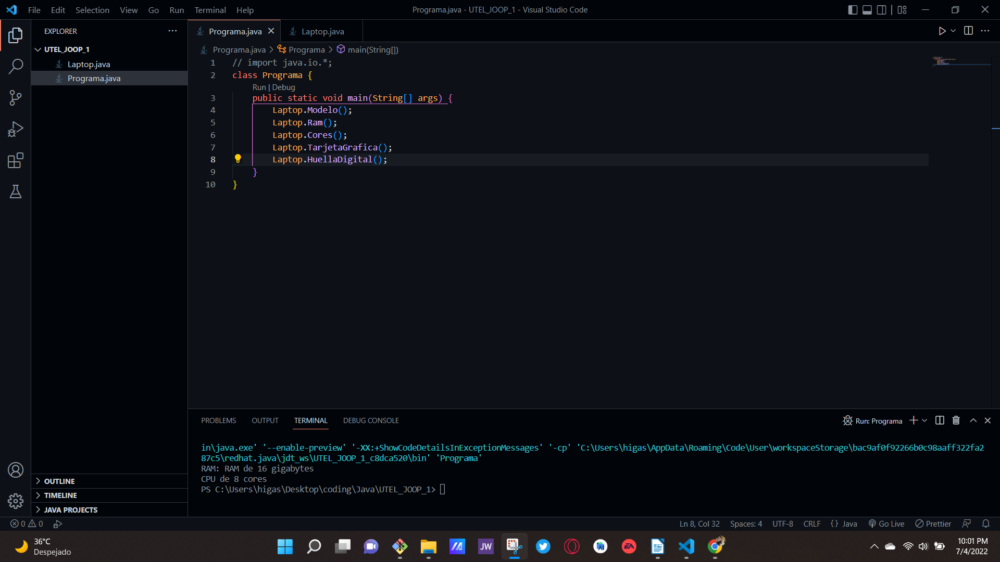 File Edit Selection View Go Run Terminal Help
Programa.java - UTEL_JOOP_1 - Visual Studio Code
EXPLORER
UTEL_JOOP_1
Laptop.java
Programa.java
OUTLINE
TIMELINE
JAVA PROJECTS
Programa.java
Laptop.java
Programa.java > Programa > main(String[])
1 // import java.io.*;
2 class Programa {
Run | Debug
3 public static void main(String[] args) {
4 Laptop.Modelo();
5 Laptop.Ram();
6 Laptop.Cores();
7 Laptop.TarjetaGrafica();
8 Laptop.HuellaDigital();
9 }
10 }
PROBLEMS OUTPUT TERMINAL DEBUG CONSOLE
Run: Programa
in\java.exe' '--enable-preview' '-XX:+ShowCodeDetailsInExceptionMessages' '-cp' 'C:\Users\higas\AppData\Roaming\Code\User\workspaceStorage\bac9af0f92266b0c98aaff322fa2
87c5\redhat.java\jdt_ws\UTEL_JOOP_1_c8dca520\bin' 'Programa'
RAM: RAM de 16 gigabytes
CPU de 8 cores
PS C:\Users\higas\Desktop\coding\Java\UTEL_JOOP_1>
0 0
Ln 8, Col 32 Spaces: 4 UTF-8 CRLF {} Java Go Live Prettier
36°C
Despejado
JW
EA
10:01 PM
7/4/2022